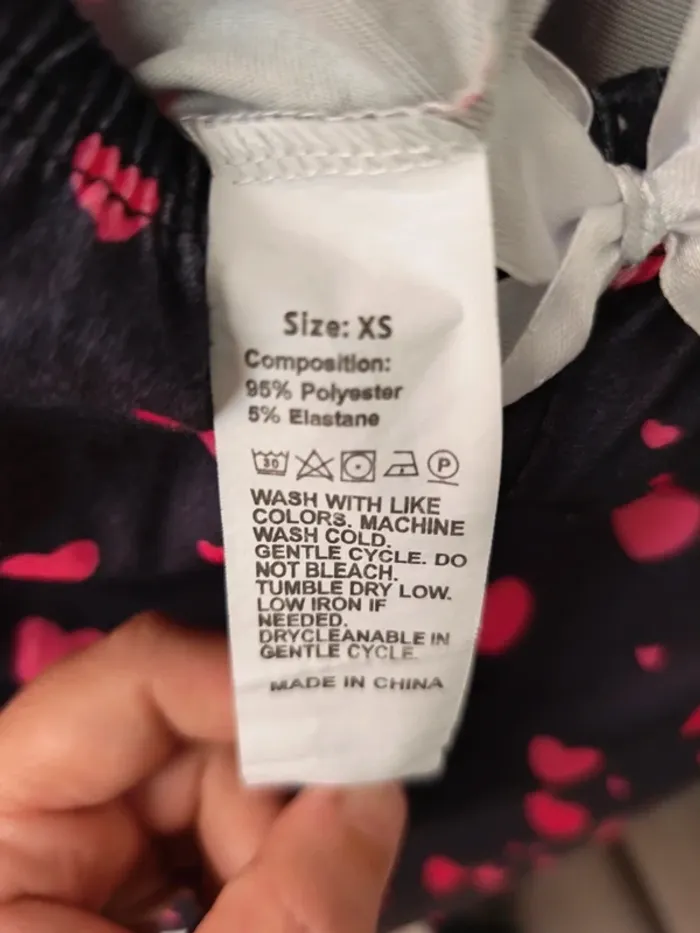 Size: XS
Composition:
95% Polyester
5% Elastane
30 P
WASH WITH LIKE
COLORS. MACHINE
WASH COLD.
GENTLE CYCLE. DO
NOT BLEACH.
TUMBLE DRY LOW.
LOW IRON IF
NEEDED.
DRYCLEANABLE IN
GENTLE CYCLE.
MADE IN CHINA